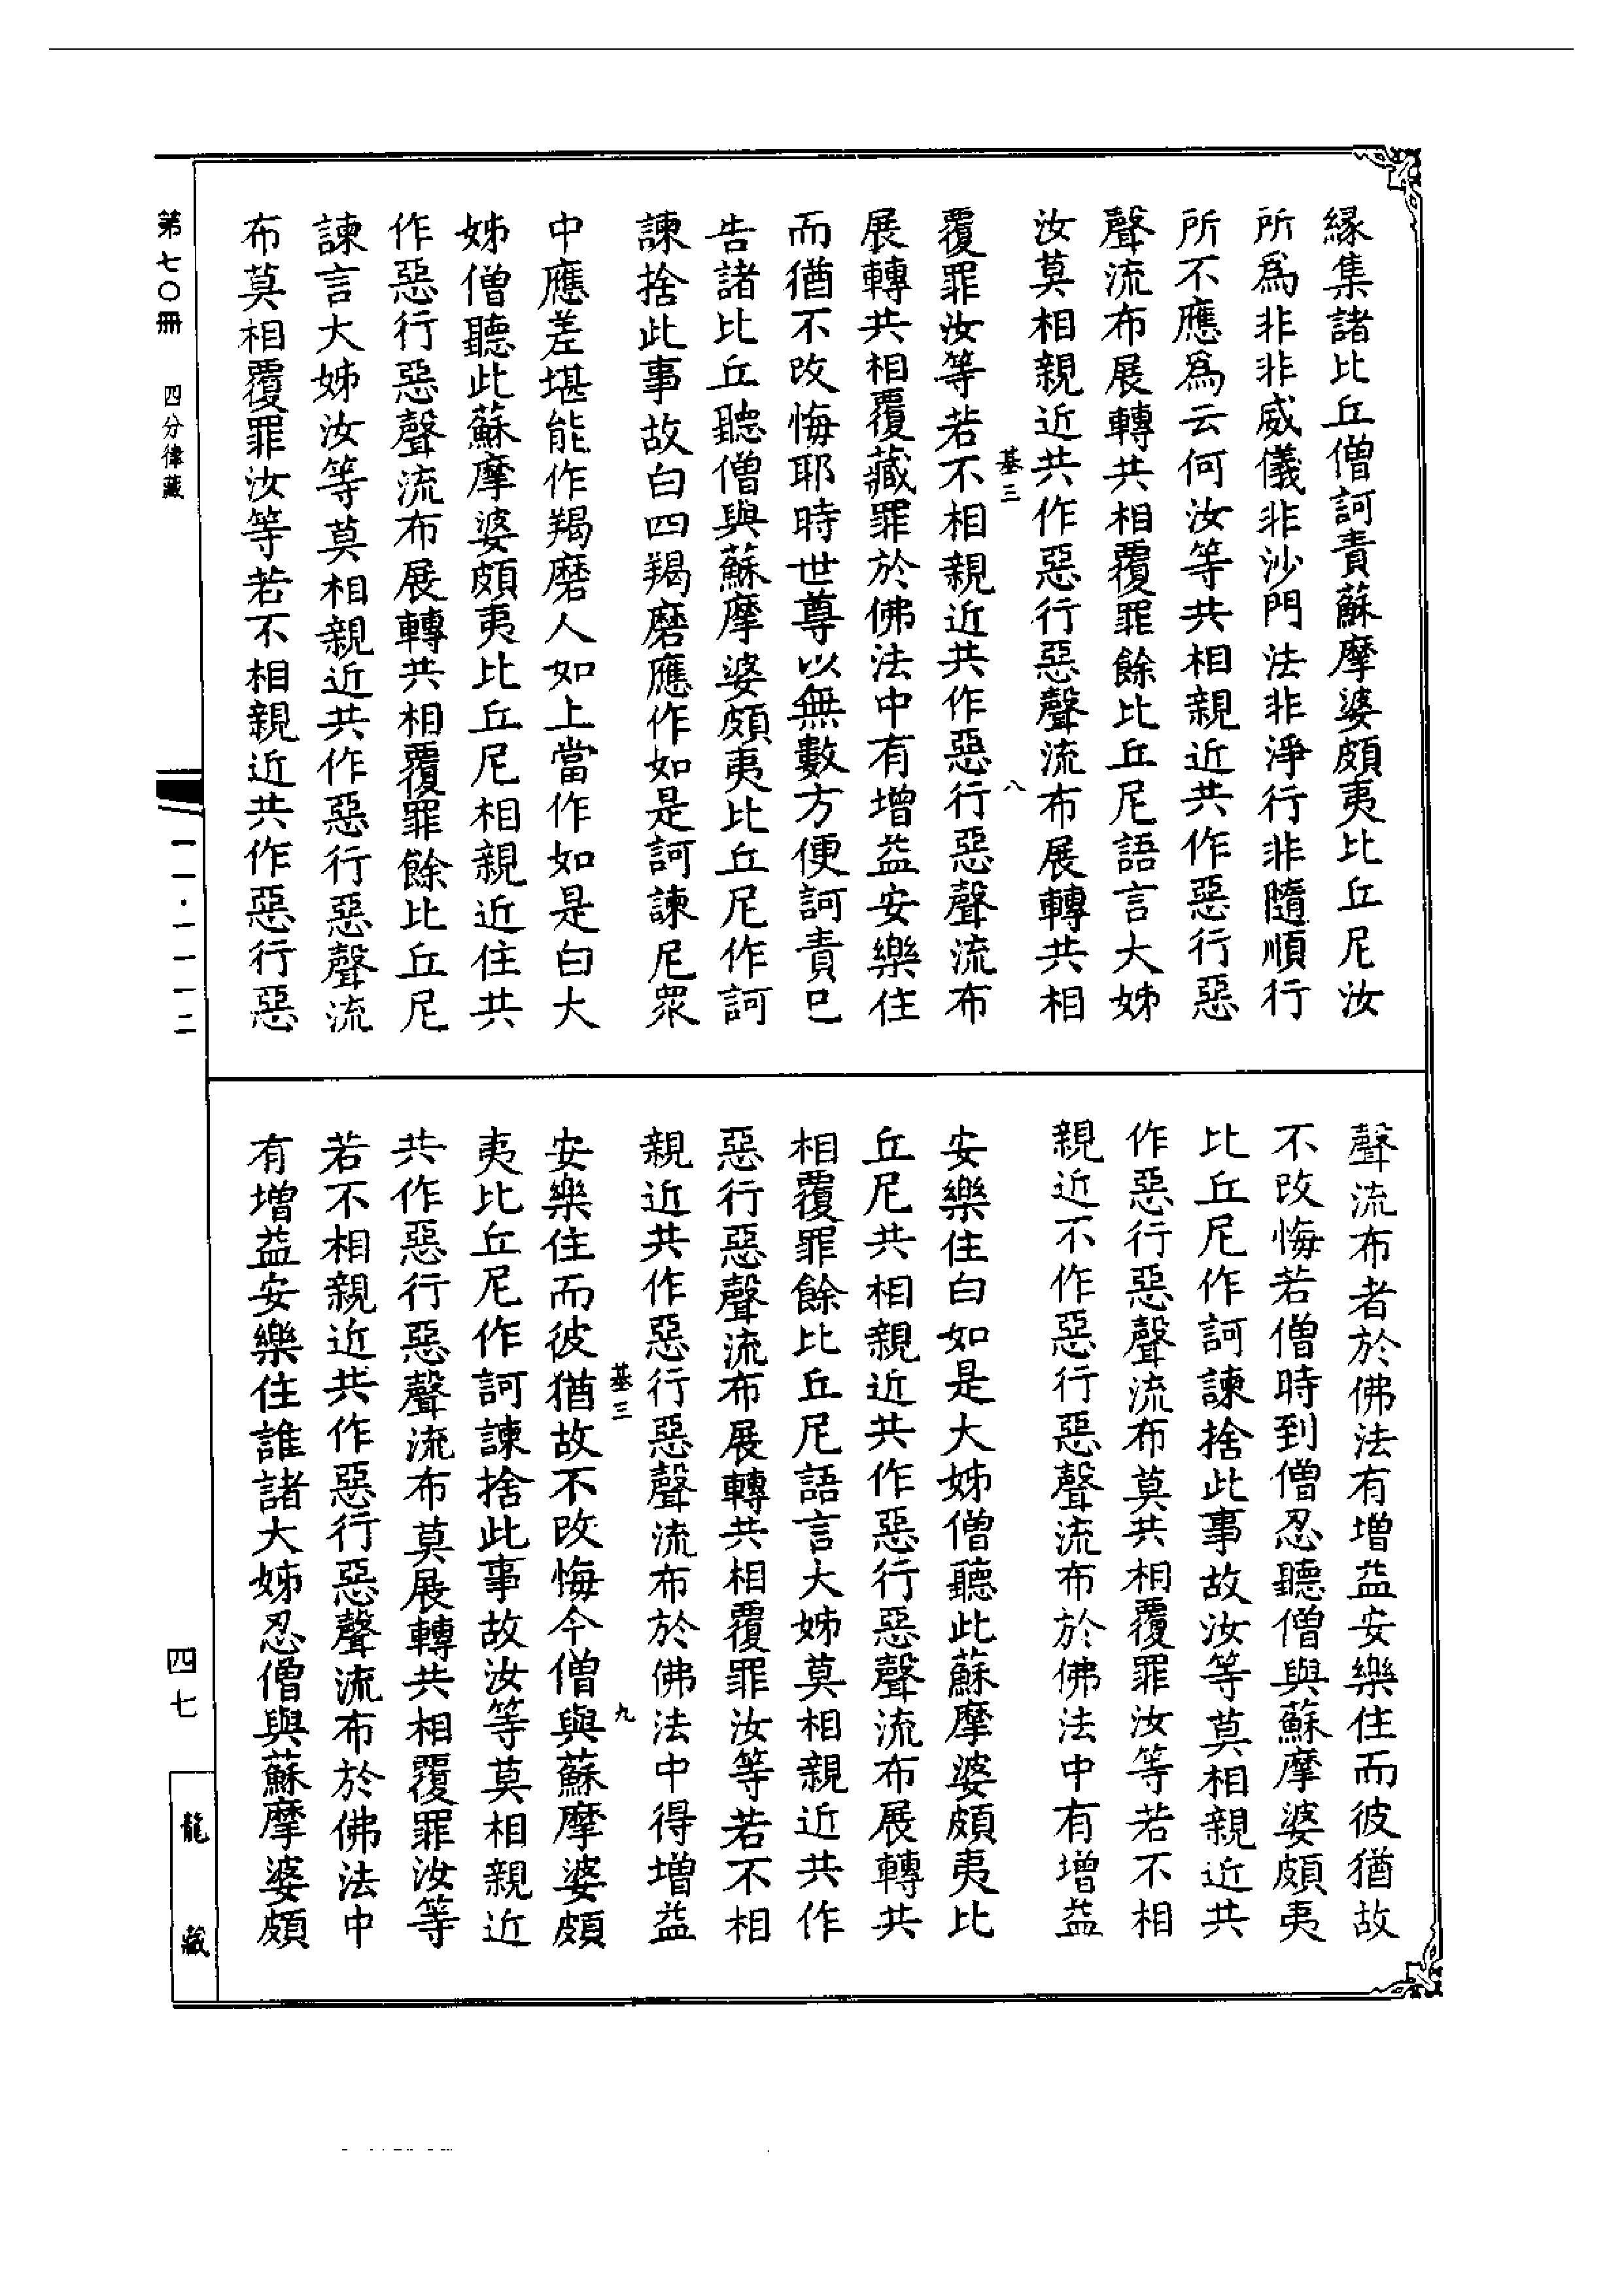 縁集諸比丘僧訶責蘇摩婆頗夷比丘尼汝
所爲非非威儀非沙門法非淨行非隨順行
所不應爲云何汝等共相親近共作惡行惡
聲流布展轉共相覆罪餘比丘尼語言大姊
汝莫相親近共作惡行惡聲流布展轉共相
基三
八
覆罪汝等若不相親近共作惡行惡聲流布
展轉共相覆藏罪於佛法中有增益安樂住
而猶不改悔耶時世尊以無數方便訶責已
告諸比丘聽僧與蘇摩婆頗夷比丘尼作訶
諫捨此事故白四羯磨應作如是訶諫尼眾
中應差堪能作羯磨人如上當作如是白大
姊僧聽此蘇摩婆頗夷比丘尼相親近住共
作惡行惡聲流布展轉共相覆罪餘比丘尼
諫言大姊汝等莫相親近共作惡行惡聲流
布莫相覆罪汝等若不相親近共作惡行惡
聲流布者於佛法有增益安樂住而彼猶故
不改悔若僧時到僧忍聽僧與蘇摩婆頗夷
比丘尼作訶諫捨此事故汝等莫相親近共
作惡行惡聲流布莫共相覆罪汝等若不相
親近不作惡行惡聲流布於佛法中有增益
安樂住白如是大姊僧聽此蘇摩婆頗夷比
丘尼共相親近共作惡行惡聲流布展轉共
相覆罪餘比丘尼語言大姊莫相親近共作
惡行惡聲流布展轉共相覆罪汝等若不相
親近共作惡行惡聲流布於佛法中得增益
基三
九
安樂住而彼猶故不改悔今僧與蘇摩婆頗
夷比丘尼作訶諫捨此事故汝等莫相親近
共作惡行惡聲流布莫展轉共相覆罪汝等
若不相親近共作惡行惡聲流布於佛法中
有增益安樂住誰諸大姊忍僧與蘇摩婆頗
第七〇冊 四分律藏
一一·一一一二
四七
龍藏